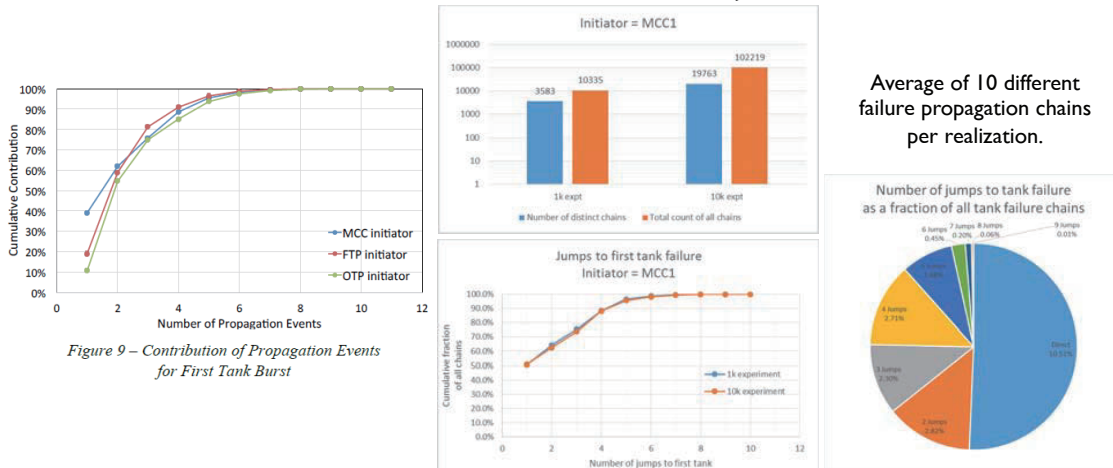 100%
90%
80%
70%
60%
50%
40%
30%
20%
10%
0%
Cumulative Contribution
MCC initiator
FTP initiator
OTP initiator
0 2 4 6 8 10 12
Number of Propagation Events
Figure 9 – Contribution of Propagation Events
for First Tank Burst
Initiator = MCC1
1000000
100000
10000
1000
100
10
1
3583
10335
19763
102219
1k expt
10k expt
Number of distinct chains
Total count of all chains
Jumps to first tank failure
Initiator = MCC1
100.0%
90.0%
80.0%
70.0%
60.0%
50.0%
40.0%
30.0%
20.0%
10.0%
0.0%
Cumulative fraction
of all chains
1k experiment
10k experiment
0 2 4 6 8 10 12
Number of jumps to first tank
Average of 10 different
failure propagation chains
per realization.
Number of jumps to tank failure
as a fraction of all tank failure chains
6 Jumps
0.45%
7 Jumps
0.20%
8 Jumps
0.06%
9 Jumps
0.01%
4 Jumps
2.71%
3 Jumps
2 Jumps
2.82%
Direct